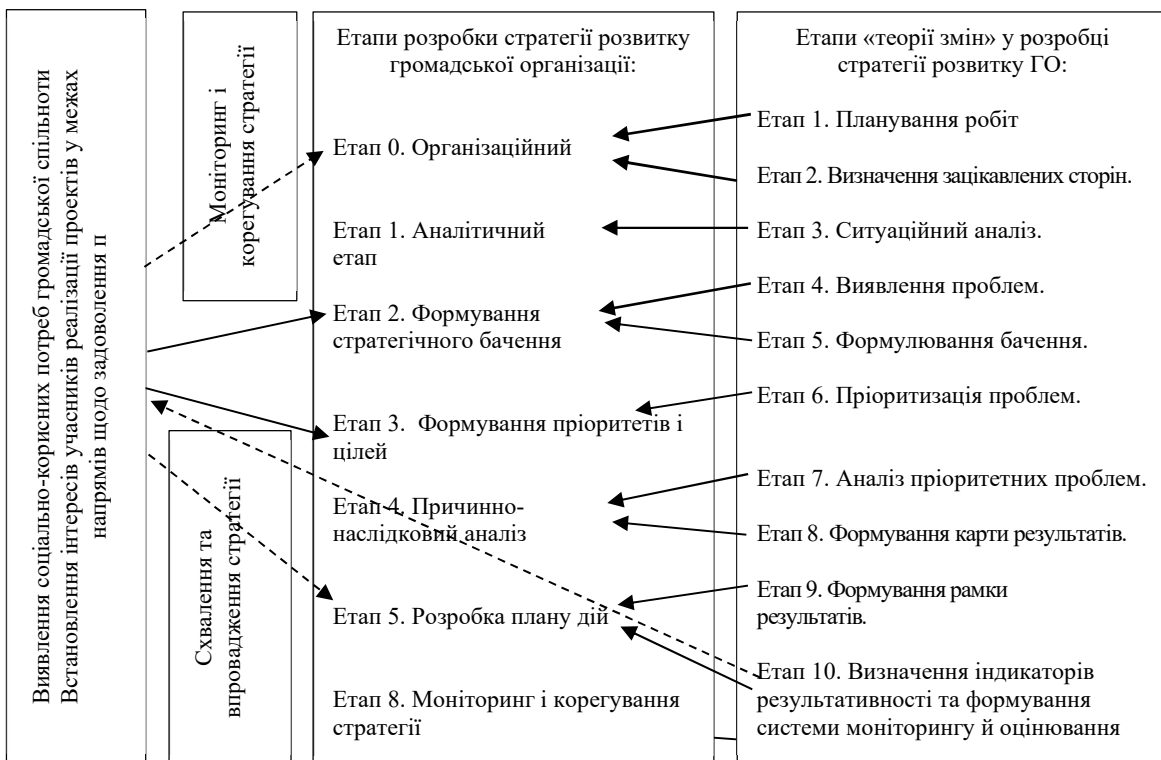 Виявлення соціально-корисних потреб громадської спільноти
Встановлення інтересів учасників реалізації проектів у межах
напрямів щодо задоволення п
Моніторинг і
корегування стратегії
Схвалення та
впровадження стратегії
Етапи розробки стратегії розвитку
громадської організації:
Етап 0. Організаційний
Етап 1. Аналітичний
етап
Етап 2. Формування
стратегічного бачення
Етап 3. Формування пріоритетів і
цілей
Етап 4. Причинно-
наслідковий аналіз
Етап 5. Розробка плану дій
Етап 8. Моніторинг і корегування
стратегії
Етапи «теорії змін» у розробці
стратегії розвитку ГО:
Етап 1. Планування робіт
Етап 2. Визначення зацікавлених сторін.
Етап 3. Ситуаційний аналіз.
Етап 4. Виявлення проблем.
Етап 5. Формулювання бачення.
Етап 6. Пріоритизація проблем.
Етап 7. Аналіз пріоритетних проблем.
Етап 8. Формування карти результатів.
Етап 9. Формування рамки
результатів.
Етап 10. Визначення індикаторів
результативності та формування
системи моніторингу й оцінювання